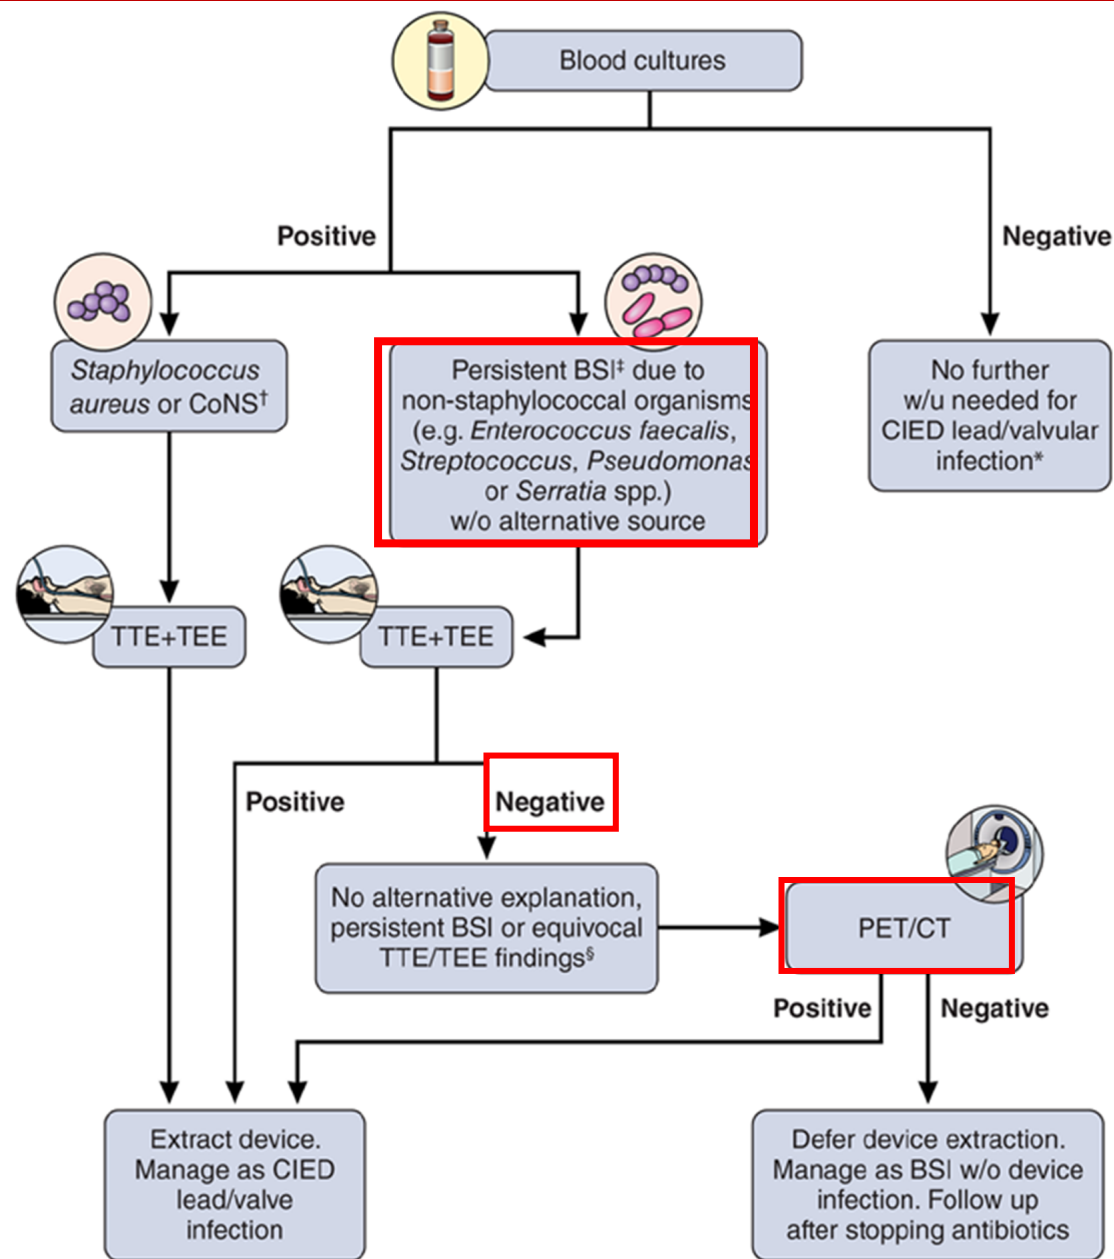 Blood cultures
Positive
Negative
Staphylococcus
aureus or CoNS†
Persistent BSI‡ due to
non-staphylococcal organisms
(e.g. Enterococcus faecalis,
Streptococcus, Pseudomonas
or Serratia spp.)
w/o alternative source
No further
w/u needed for
CIED lead/valvular
infection*
TTE+TEE
TTE+TEE
Positive
Negative
No alternative explanation,
persistent BSI or equivocal
TTE/TEE findings§
PET/CT
Positive
Negative
Extract device.
Manage as CIED
lead/valve
infection
Defer device extraction.
Manage as BSI w/o device
infection. Follow up
after stopping antibiotics